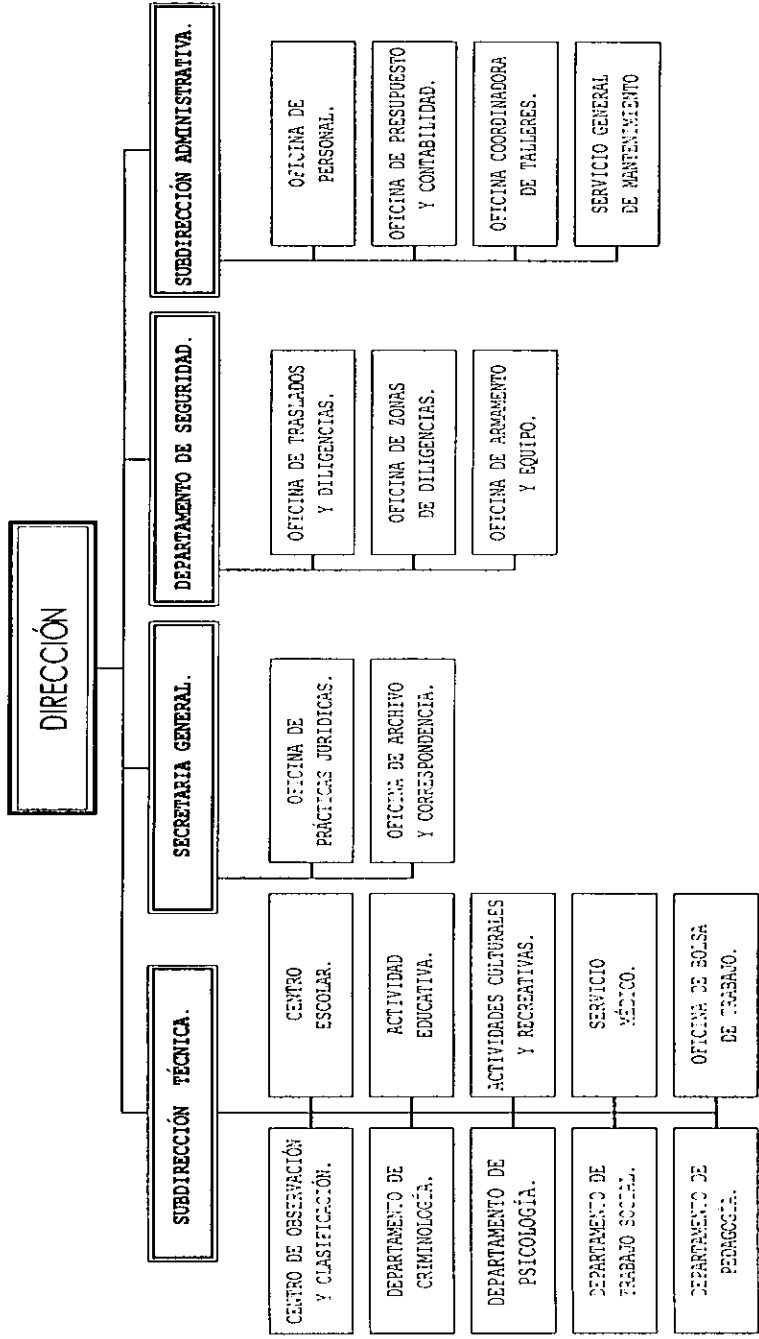 DIRECCIÓN
SUBDIRECCIÓN TÉCNICA.
SECRETARIA GENERAL.
DEPARTAMENTO DE SEGURIDAD.
SUBDIRECCIÓN ADMINISTRATIVA.
CENTRO DE OBSERVACIÓN
Y CLASIFICACIÓN.
DEPARTAMENTO DE
CRIMINOLOGÍA.
DEPARTAMENTO DE
PSICOLOGÍA.
DEPARTAMENTO DE
TRABAJO SOCIAL.
DEPARTAMENTO DE
PEDAGOGÍA.
CENTRO
ESCOLAR.
ACTIVIDAD
EDUCATIVA.
ACTIVIDADES CULTURALES
Y RECREATIVAS.
SERVICIO
MÉDICO.
OFICINA DE BOLSA
DE TRABAJO.
OFICINA DE
PRÁCTICAS JURIDICAS.
OFICINA DE ARCHIVO
Y CORRESPONDENCIA.
OFICINA DE TRASLADOS
Y DILIGENCIAS.
OFICINA DE ZONAS
DE DILIGENCIAS.
OFICINA DE ARMAMENTO
Y EQUIPO.
OFICINA DE
PERSONAL.
OFICINA DE PRESUPUESTO
Y CONTABILIDAD.
OFICINA COORDINADORA
DE TALLERES.
SERVICIO GENERAL
DE MANTENIMIENTO